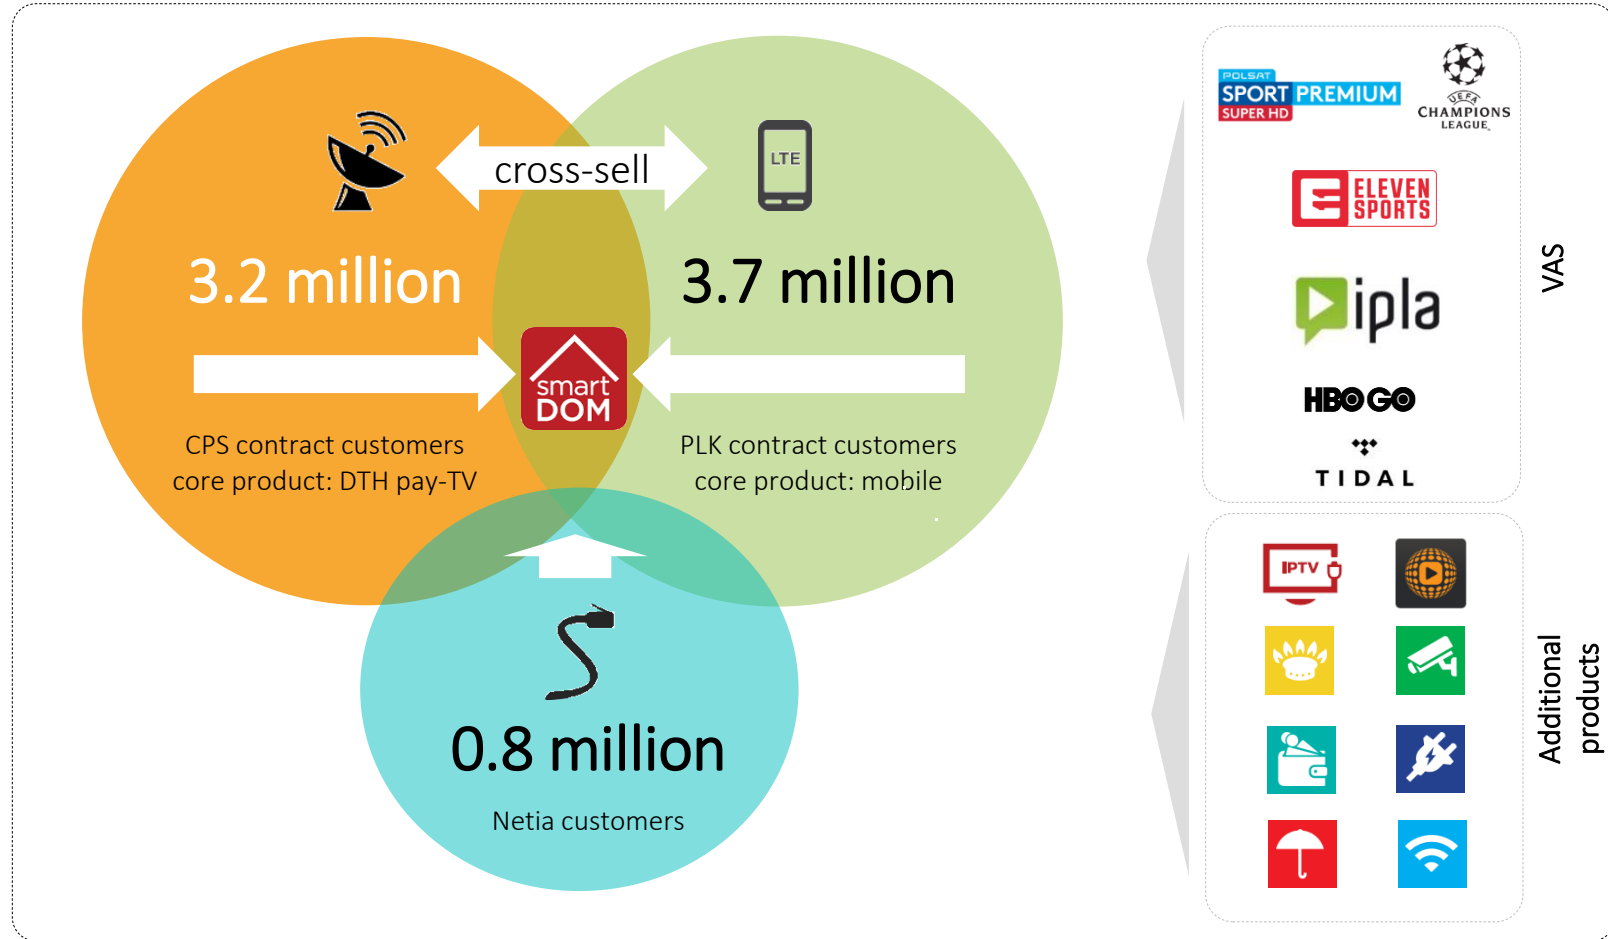 cross-sell
LTE
3.2 million
3.7 million
smart
DOM
CPS contract customers
core product: DTH pay-TV
PLK contract customers
core product: mobile
0.8 million
Netia customers
POLSAT
SPORT PREMIUM
SUPER HD
UEFA
CHAMPIONS
LEAGUE
11 ELEVEN
SPORTS
ipla
HBO GO
TIDAL
VAS
IPTV
Additional
products